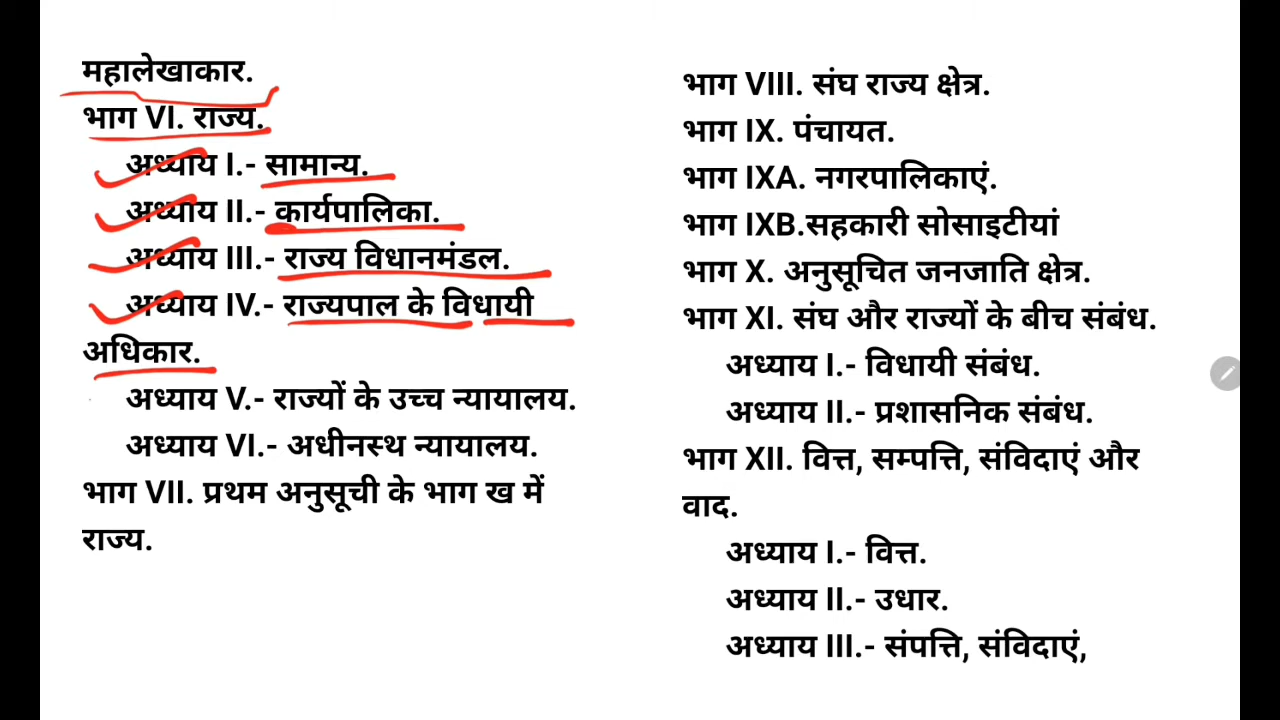 महालेखाकार.
भाग VI. राज्य.
अध्याय I.- सामान्य.
अध्याय II.- कार्यपालिका.
अध्याय III.- राज्य विधानमंडल.
अध्याय IV.- राज्यपाल के विधायी
अधिकार.
अध्याय V.- राज्यों के उच्च न्यायालय.
अध्याय VI.- अधीनस्थ न्यायालय.
भाग VII. प्रथम अनुसूची के भाग ख में
राज्य.
भाग VIII. संघ राज्य क्षेत्र.
भाग IX. पंचायत.
भाग IXA. नगरपालिकाएं.
भाग IXB.सहकारी सोसाइटीयां
भाग X. अनुसूचित जनजाति क्षेत्र.
भाग XI. संघ और राज्यों के बीच संबंध.
अध्याय I.- विधायी संबंध.
अध्याय II.- प्रशासनिक संबंध.
भाग XII. वित्त, सम्पत्ति, संविदाएं और
वाद.
अध्याय I.- वित्त.
अध्याय II.- उधार.
अध्याय III.- संपत्ति, संविदाएं,